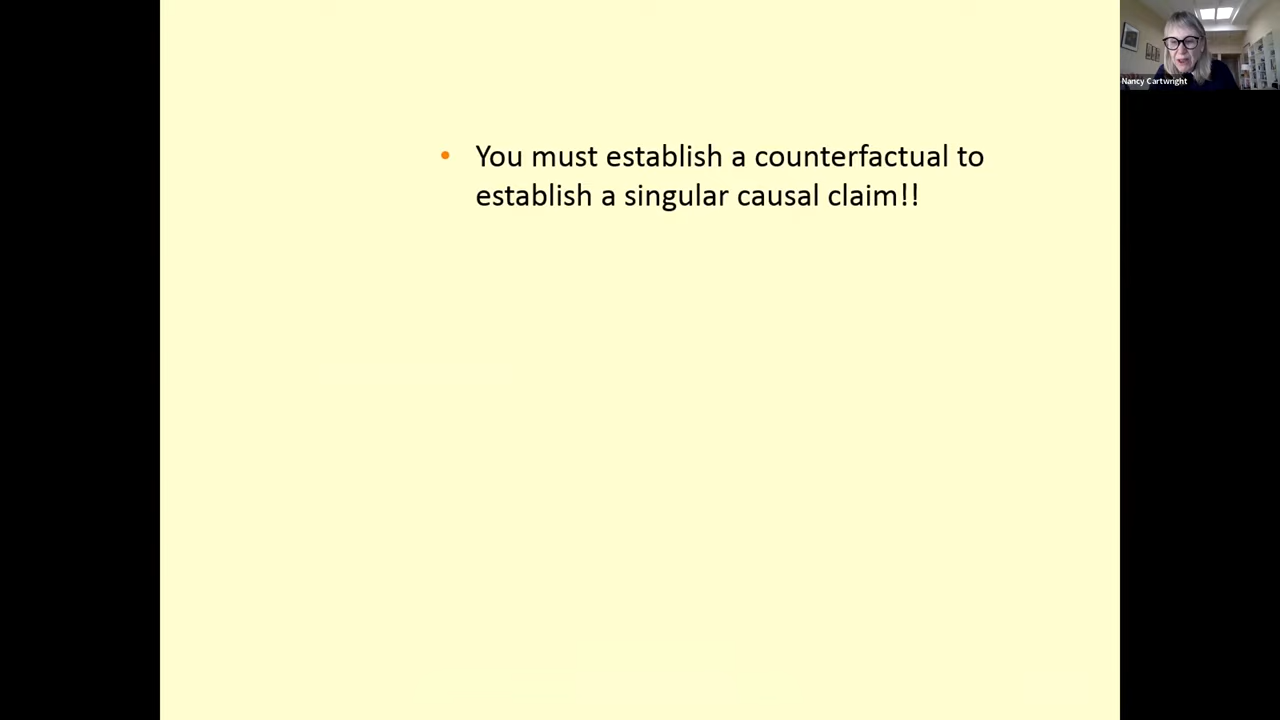 Nancy Cartwright
• You must establish a counterfactual to
establish a singular causal claim!!